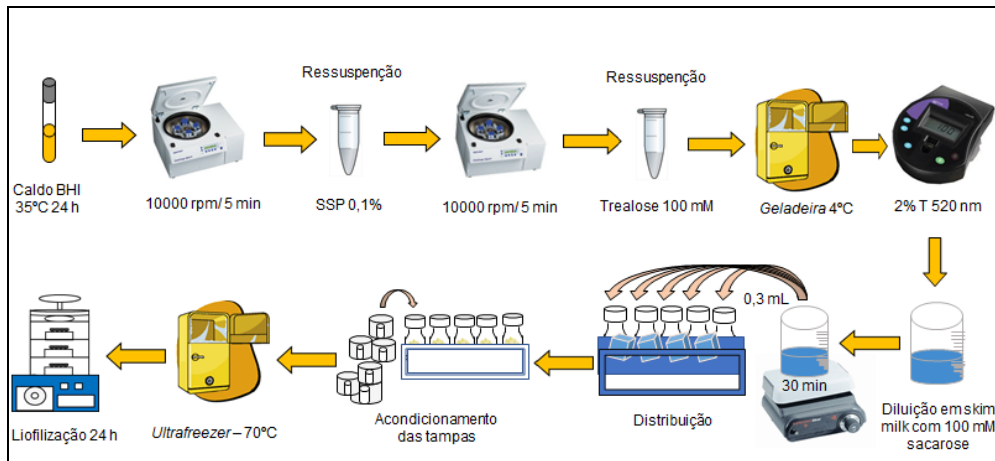 Ressuspenção
Ressuspenção
Caldo BHI
35ºC 24 h
10000 rpm/ 5 min
SSP 0,1%
10000 rpm/ 5 min
Trealose 100 mM
Geladeira 4ºC
2% T 520 nm
0,3 mL
30 min
Liofilização 24 h
Ultrafreezer – 70ºC
Acondicionamento
das tampas
Distribuição
Diluição em skim
milk com 100 mM
sacarose